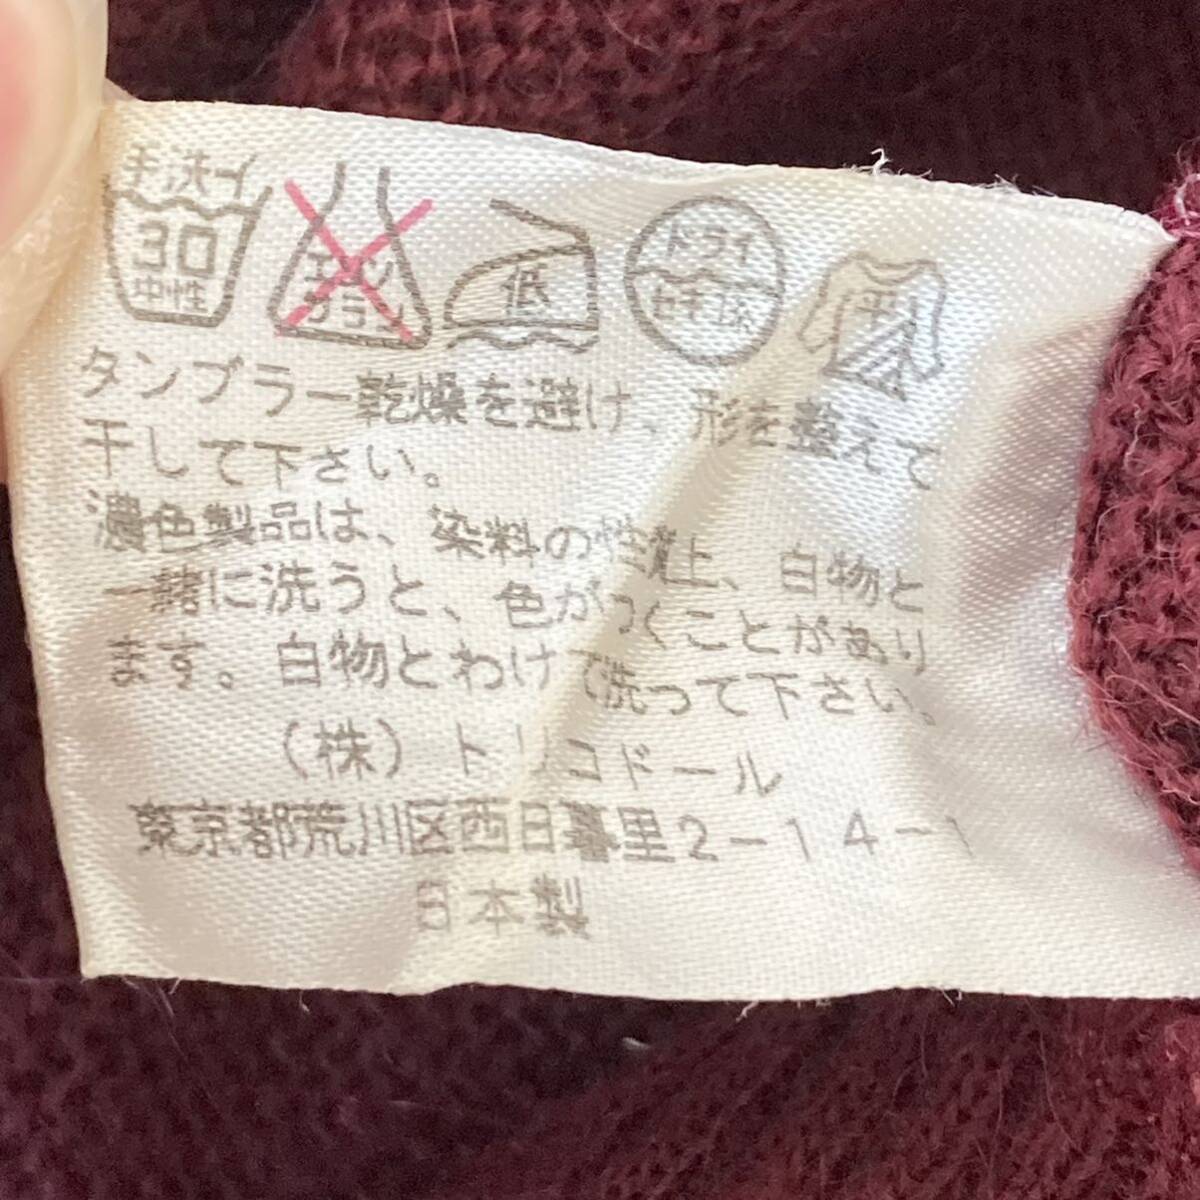 手洗イ 30 中性 エンソ サラシ 低 ドライ セキユ系 平
タンブラー乾燥を避け、形を整えて
干して下さい。
濃色製品は、染料の性質上、白物と
一緒に洗うと、色がつくことがあり
ます。白物とわけて洗って下さい。
(株)ト コドール
東京都荒川区西日暮里2-14-1
日本製